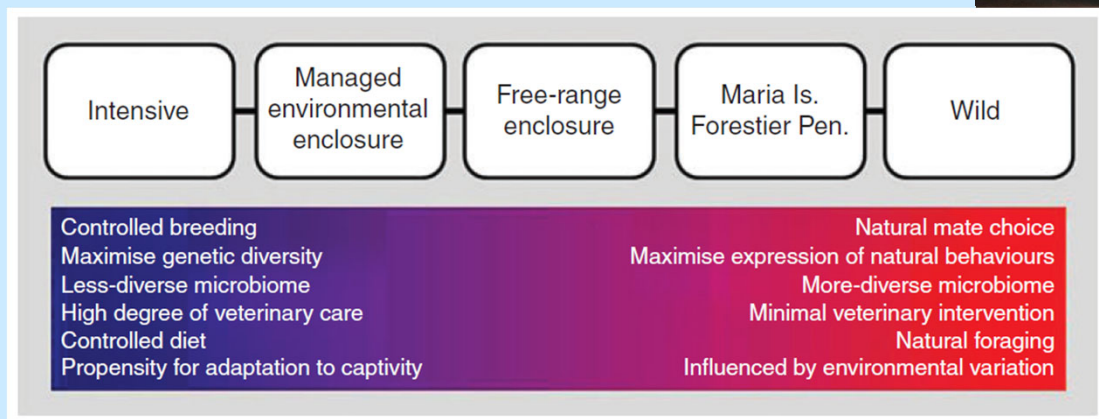 Intensive
Managed
environmental
enclosure
Free-range
enclosure
Maria Is.
Forestier Pen.
Wild
Controlled breeding
Maximise genetic diversity
Less-diverse microbiome
High degree of veterinary care
Controlled diet
Propensity for adaptation to captivity
Natural mate choice
Maximise expression of natural behaviours
More-diverse microbiome
Minimal veterinary intervention
Natural foraging
Influenced by environmental variation